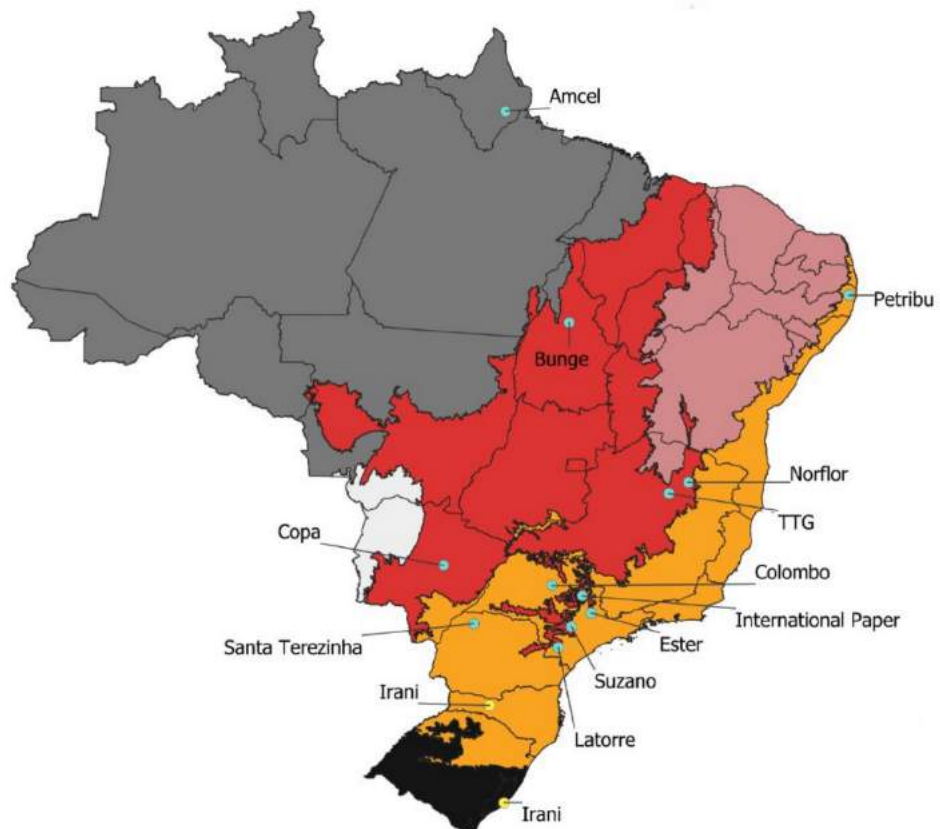 Amcel
Petribu
Bunge
Norflor
TTG
Copa
Colombo
International Paper
Ester
Santa Terezinha
Suzano
Irani
Latorre
Irani